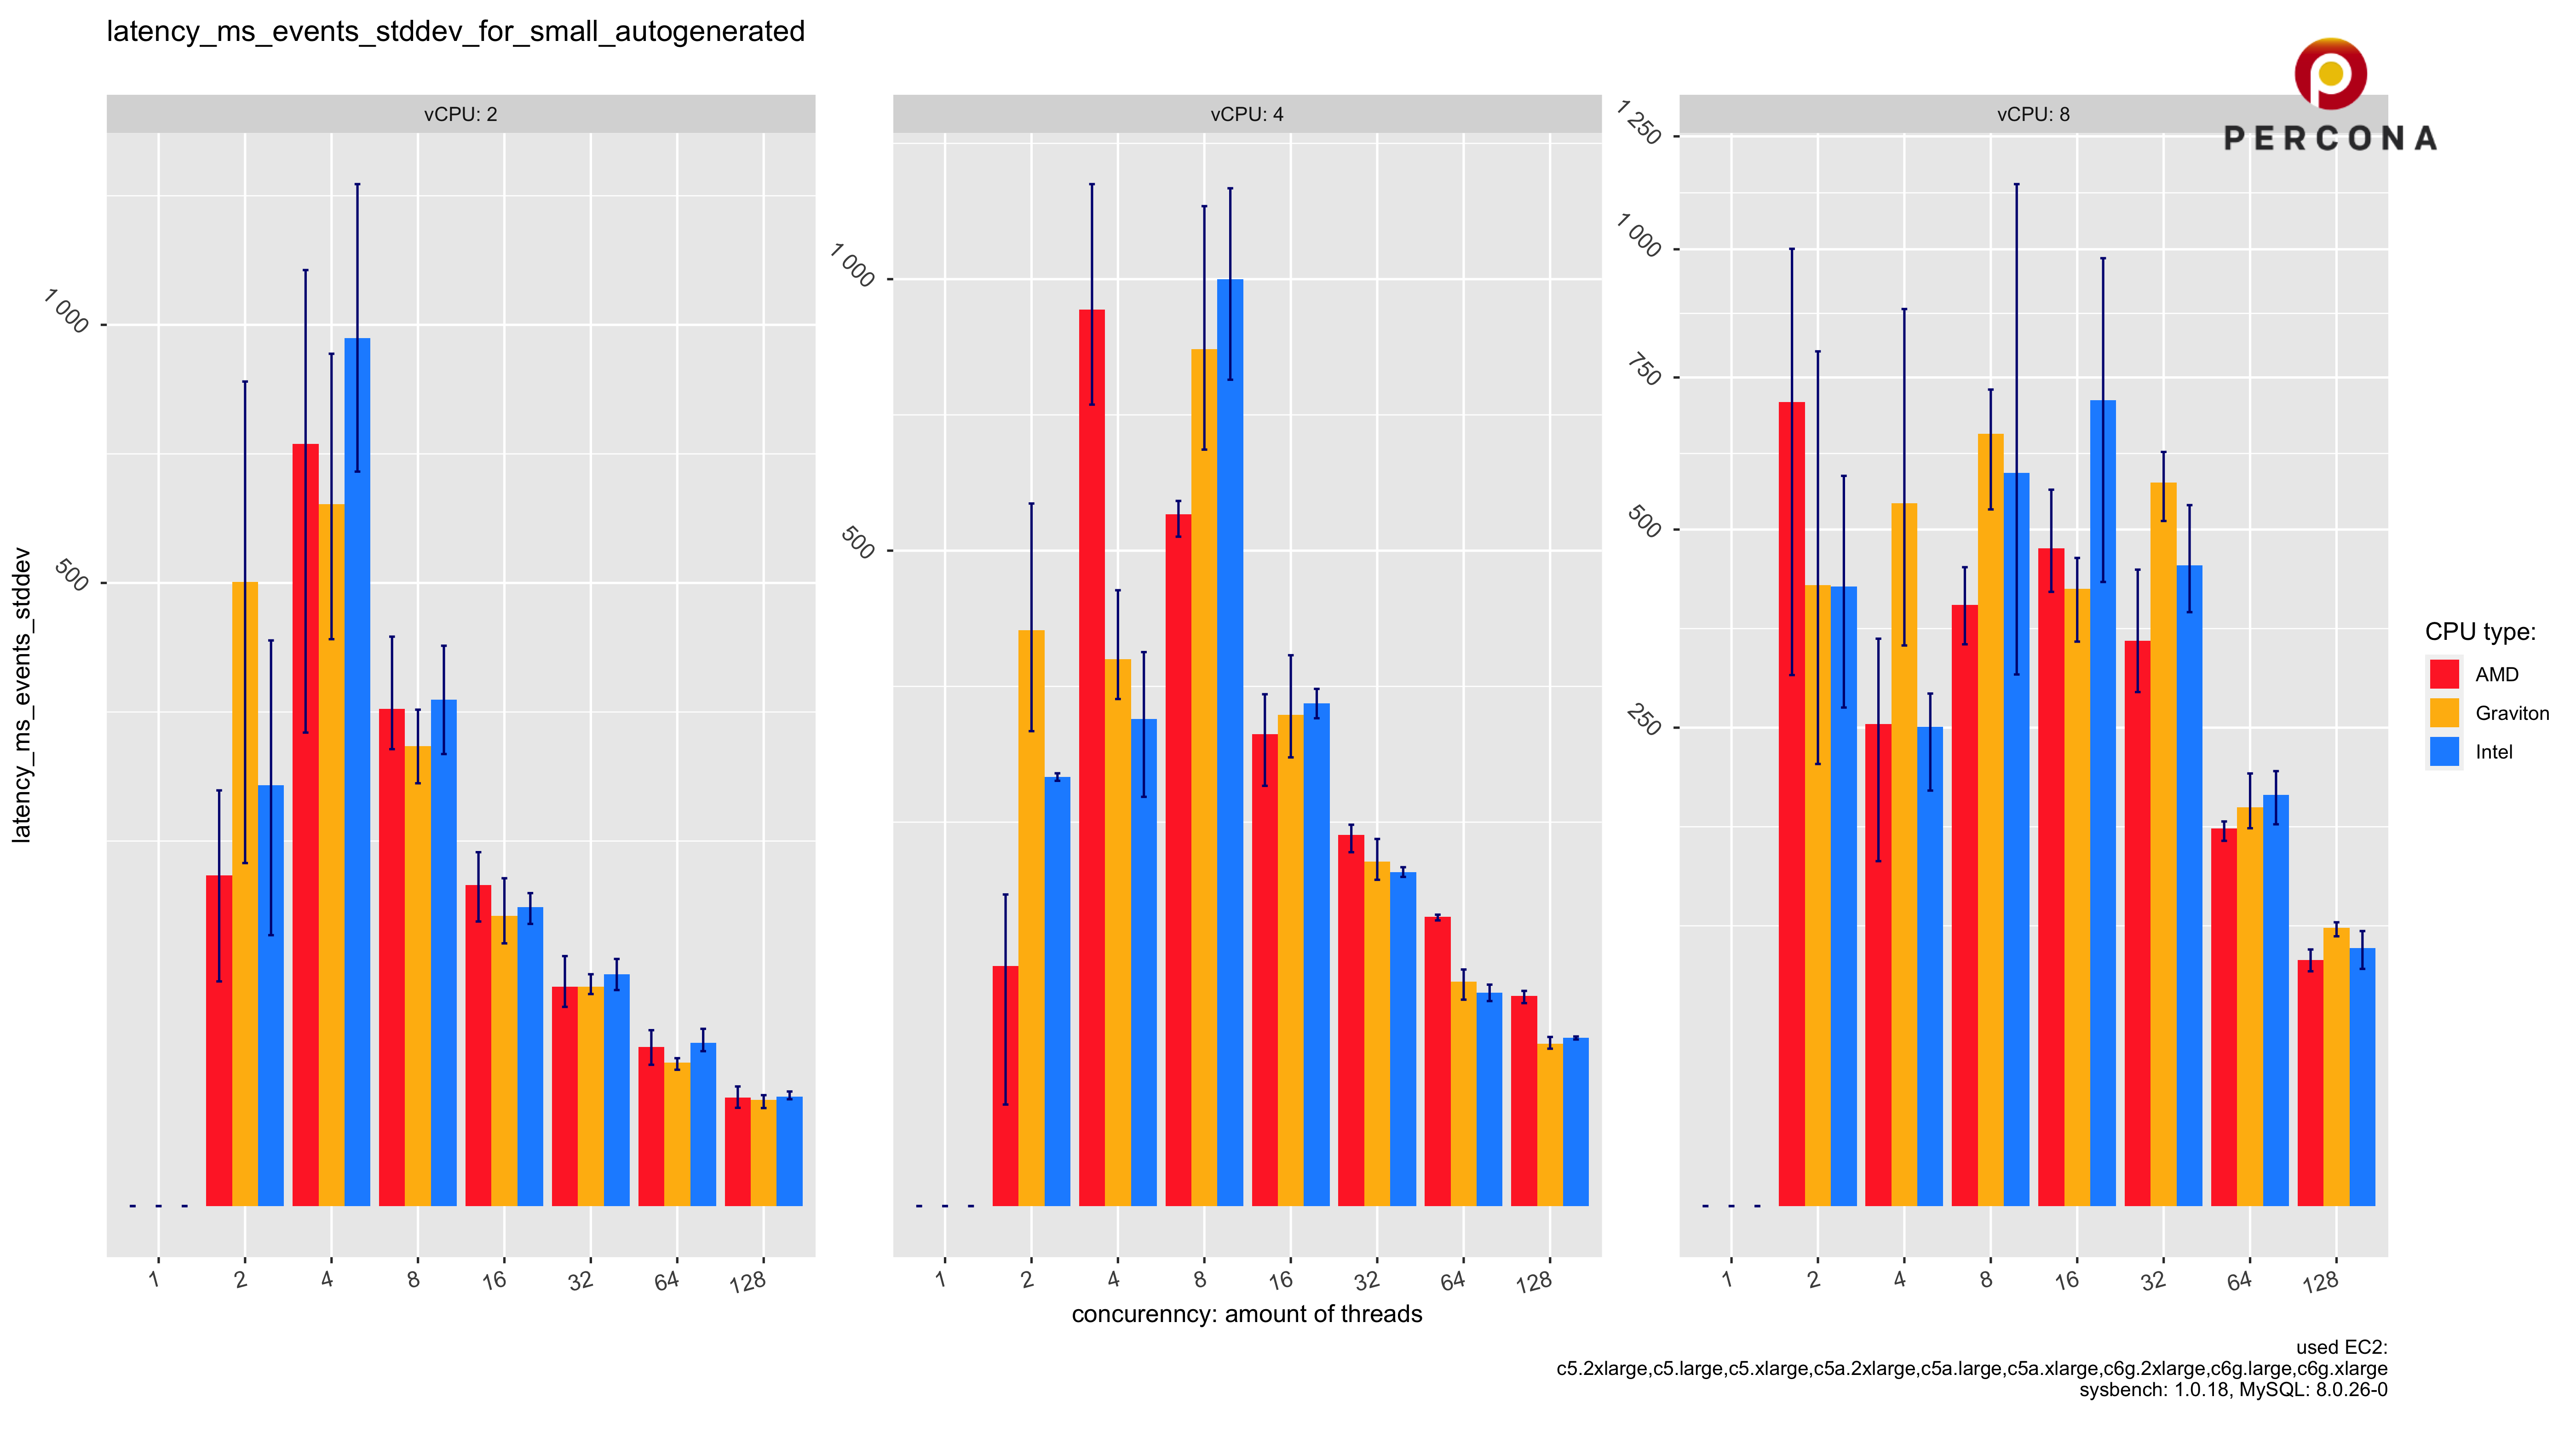 latency_ms_events_stddev_for_small_autogenerated
PERCONA
vCPU: 2
vCPU: 4
vCPU: 8
latency_ms_events_stddev
1 000
500
1 000
500
1 250
1 000
750
500
250
1 2 4 8 16 32 64 128
1 2 4 8 16 32 64 128
1 2 4 8 16 32 64 128
concurenncy: amount of threads
CPU type:
AMD
Graviton
Intel
used EC2:
c5.2xlarge,c5.large,c5.xlarge,c5a.2xlarge,c5a.large,c5a.xlarge,c6g.2xlarge,c6g.large,c6g.xlarge
sysbench: 1.0.18, MySQL: 8.0.26-0